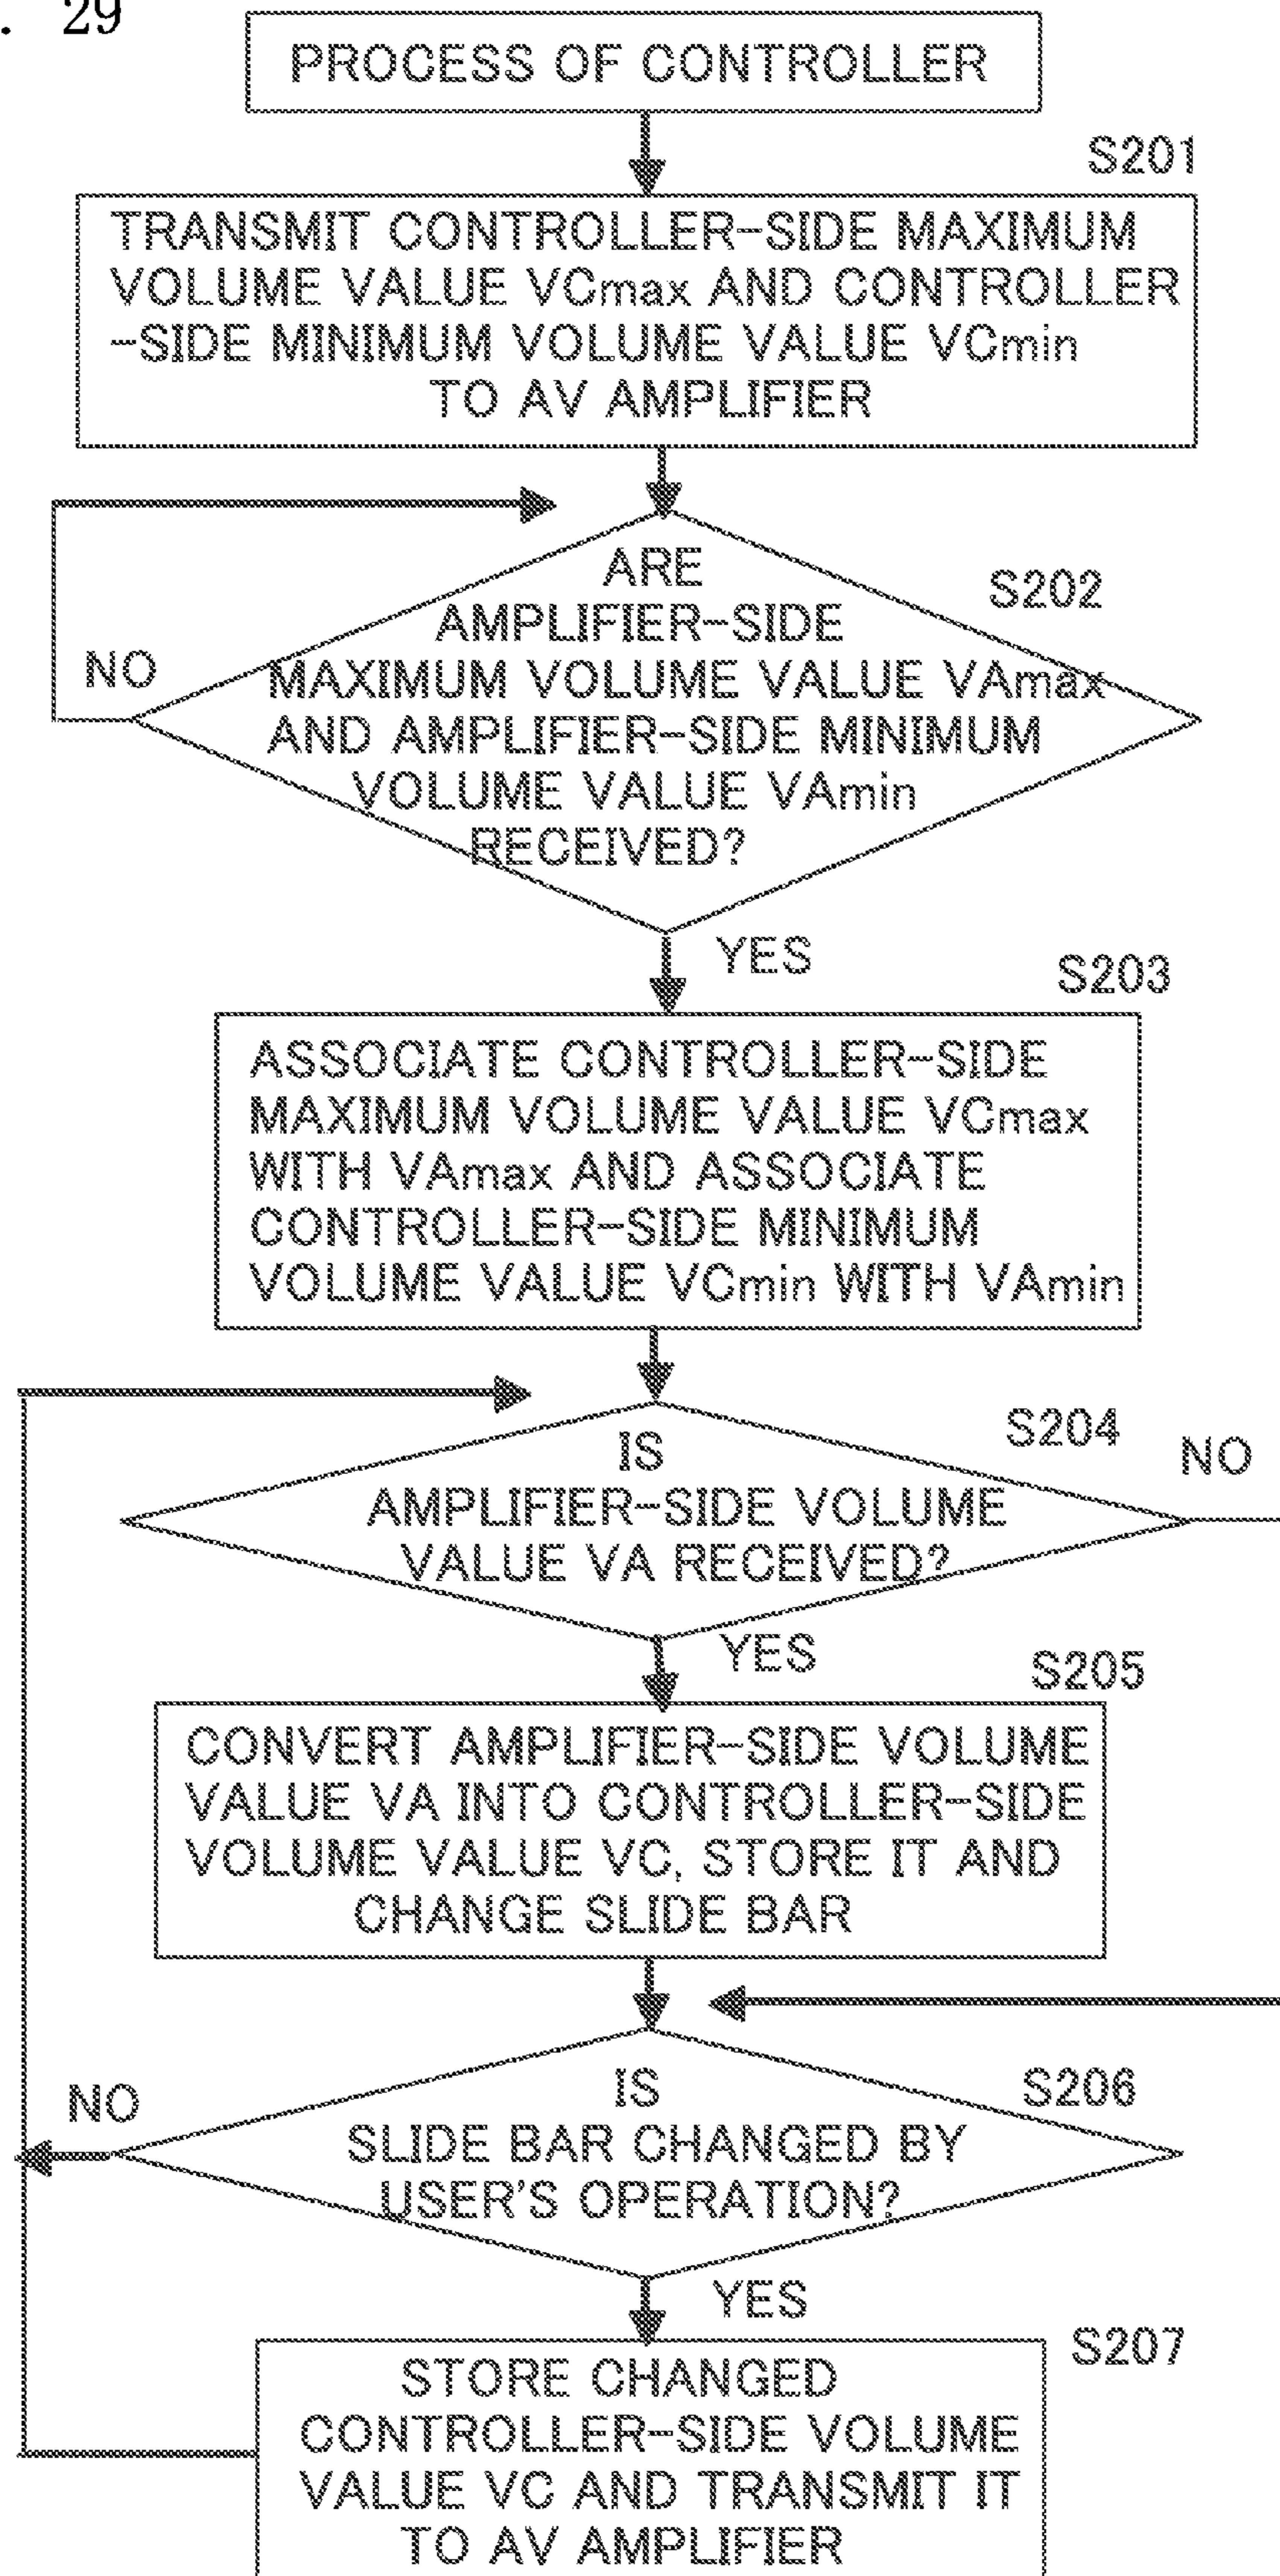 . 29
PROCESS OF CONTROLLER
S201
TRANSMIT CONTROLLER-SIDE MAXIMUM
VOLUME VALUE VCmax AND CONTROLLER
-SIDE MINIMUM VOLUME VALUE VCmin
TO AV AMPLIFIER
ARE
S202
AMPLIFIER-SIDE
NO
MAXIMUM VOLUME VALUE VAmax
AND AMPLIFIER-SIDE MINIMUM
VOLUME VALUE VAmin
RECEIVED?
YES
S203
ASSOCIATE CONTROLLER-SIDE
MAXIMUM VOLUME VALUE VCmax
WITH VAmax AND ASSOCIATE
CONTROLLER-SIDE MINIMUM
VOLUME VALUE VCmin WITH VAmin
S204
NO
IS
AMPLIFIER-SIDE VOLUME
VALUE VA RECEIVED?
YES
S205
CONVERT AMPLIFIER-SIDE VOLUME
VALUE VA INTO CONTROLLER-SIDE
VOLUME VALUE VC, STORE IT AND
CHANGE SLIDE BAR
NO
IS
S206
SLIDE BAR CHANGED BY
USER'S OPERATION?
YES
S207
STORE CHANGED
CONTROLLER-SIDE VOLUME
VALUE VC AND TRANSMIT IT
TO AV AMPLIFIER